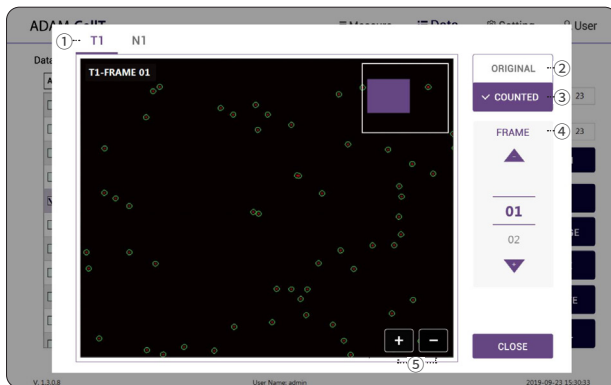 ADAM-CellT
Measure
Data
Setting
User
① T1 N1
Data
T1-FRAME 01
ORIGINAL ②
✓ COUNTED ③
FRAME ④
-
01
02
+
+ −
⑤
CLOSE
23
23
E
E
V. 1.3.0.8
User Name: admin
2019-09-23 15:30:33